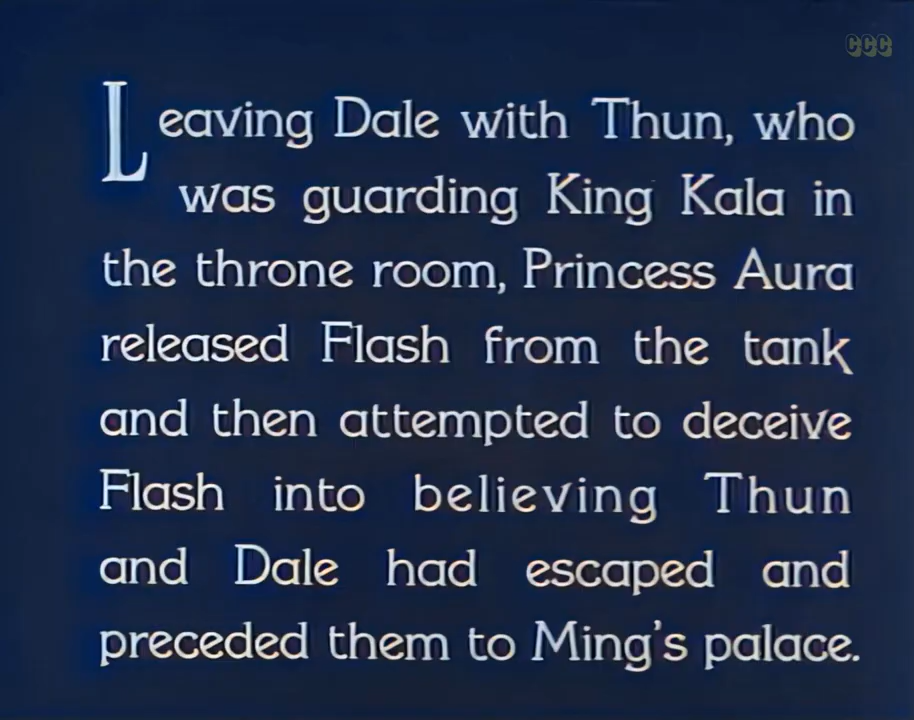 CCC
Leaving Dale with Thun, who
was guarding King Kala in
the throne room, Princess Aura
released Flash from the tank
and then attempted to deceive
Flash into believing Thun
and Dale had escaped and
preceded them to Ming's palace.